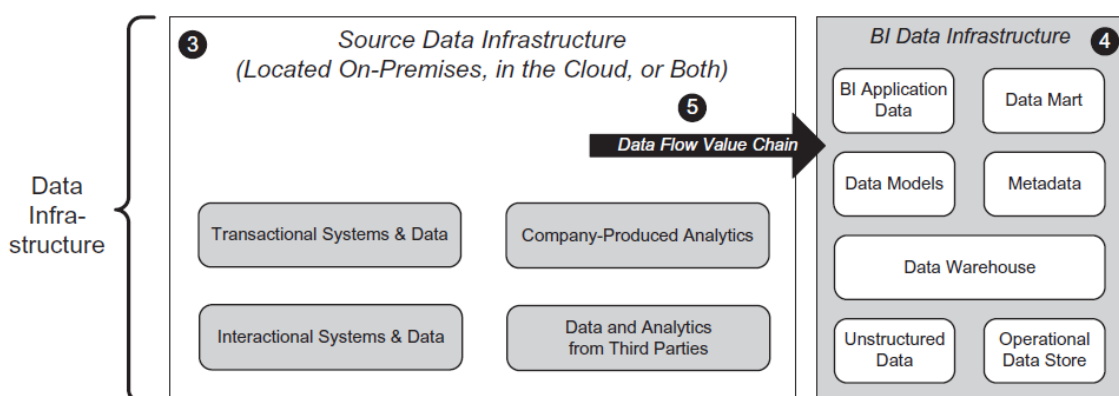 Data
Infra-
structure
3
Source Data Infrastructure
(Located On-Premises, in the Cloud, or Both)
5
Data Flow Value Chain
Transactional Systems & Data
Company-Produced Analytics
Interactional Systems & Data
Data and Analytics
from Third Parties
BI Data Infrastructure
4
BI Application
Data
Data Mart
Data Models
Metadata
Data Warehouse
Unstructured
Data
Operational
Data Store